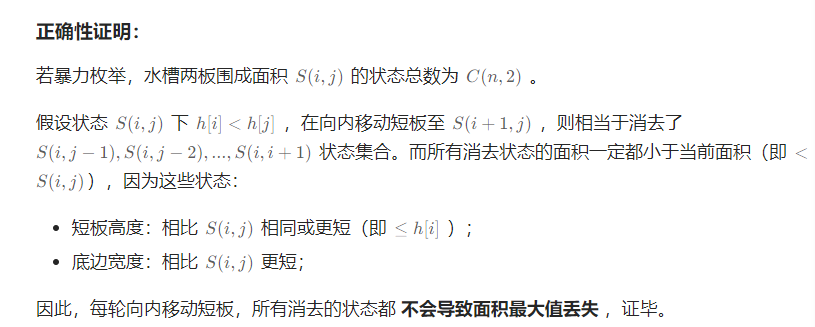 正确性证明：
若暴力枚举，水槽两板围成面积 S(i, j) 的状态总数为 C(n, 2) 。
假设状态 S(i, j) 下 h[i] < h[j] ，在向内移动短板至 S(i + 1, j) ，则相当于消去了
S(i, j − 1), S(i, j − 2), ..., S(i, i + 1) 状态集合。而所有消去状态的面积一定都小于当前面积（即 <
S(i, j)），因为这些状态：
• 短板高度：相比 S(i, j) 相同或更短（即 ≤ h[i] ）；
• 底边宽度：相比 S(i, j) 更短；
因此，每轮向内移动短板，所有消去的状态都 不会导致面积最大值丢失 ，证毕。